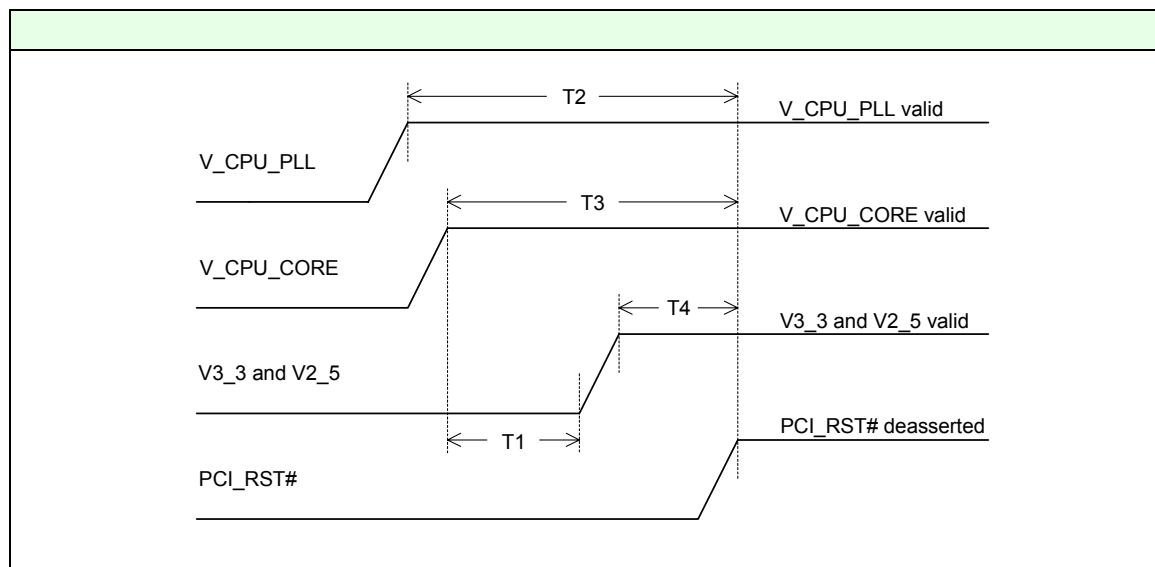 T2
V_CPU_PLL valid
V_CPU_PLL
T3
V_CPU_CORE valid
V_CPU_CORE
T4
V3_3 and V2_5 valid
V3_3 and V2_5
T1
PCI_RST# deasserted
PCI_RST#